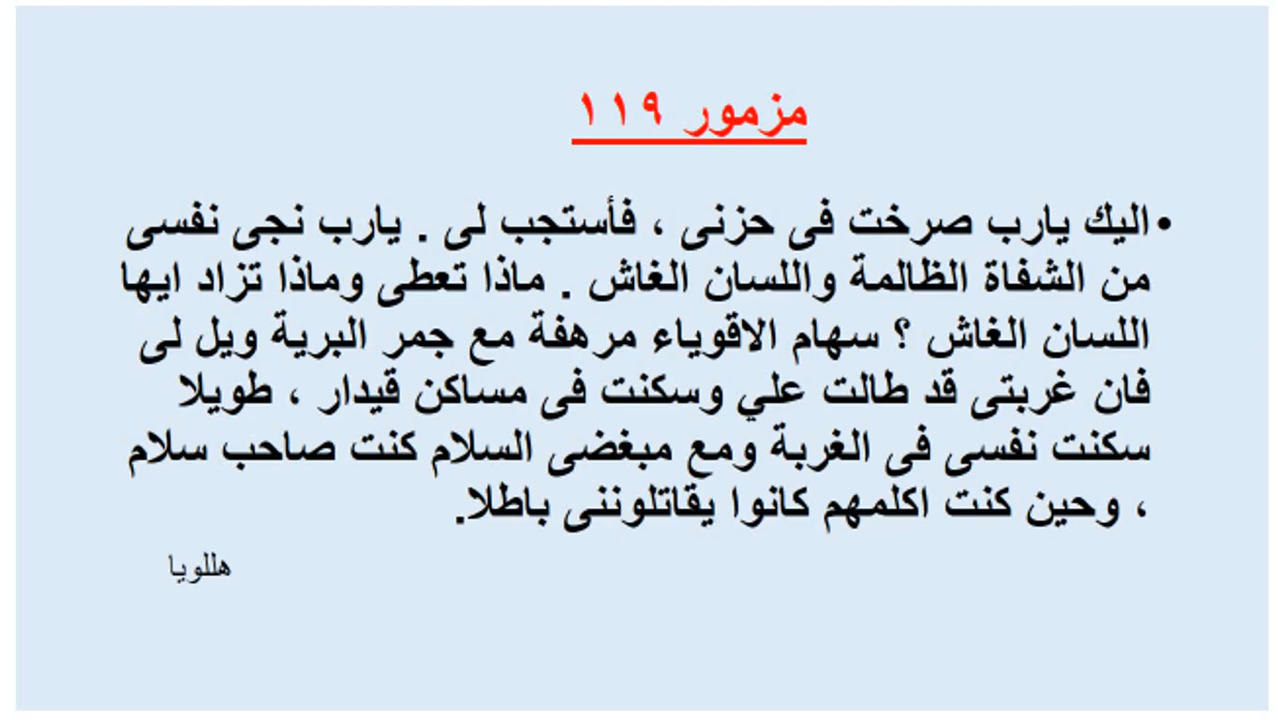 مزمور ١١٩
• اليك يارب صرخت فى حزنى ، فأستجب لى . يارب نجى نفسى
من الشفاة الظالمة واللسان الغاش . ماذا تعطى وماذا تزاد ايها
اللسان الغاش ؟ سهام الاقوياء مرهفة مع جمر البرية ويل لى
فان غربتى قد طالت علي وسكنت فى مساكن قيدار ، طويلا
سكنت نفسى فى الغربة ومع مبغضى السلام كنت صاحب سلام
، وحين كنت اكلمهم كانوا يقاتلوننى باطلا.
هللويا